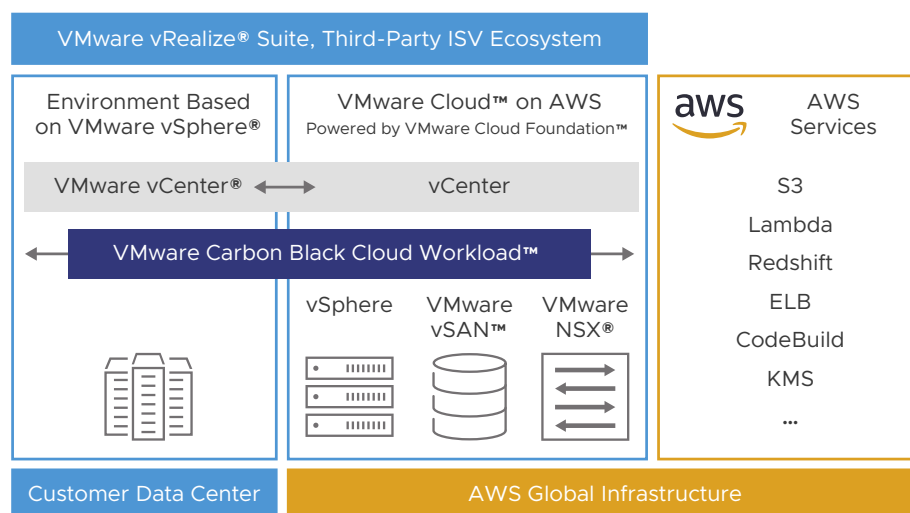 VMware vRealize® Suite, Third-Party ISV Ecosystem
Environment Based
on VMware vSphere®
VMware Cloud™ on AWS
Powered by VMware Cloud Foundation™
aws
AWS
Services
VMware vCenter®
vCenter
VMware Carbon Black Cloud Workload™
vSphere
VMware
vSAN™
VMware
NSX®
S3
Lambda
Redshift
ELB
CodeBuild
KMS
...
Customer Data Center
AWS Global Infrastructure